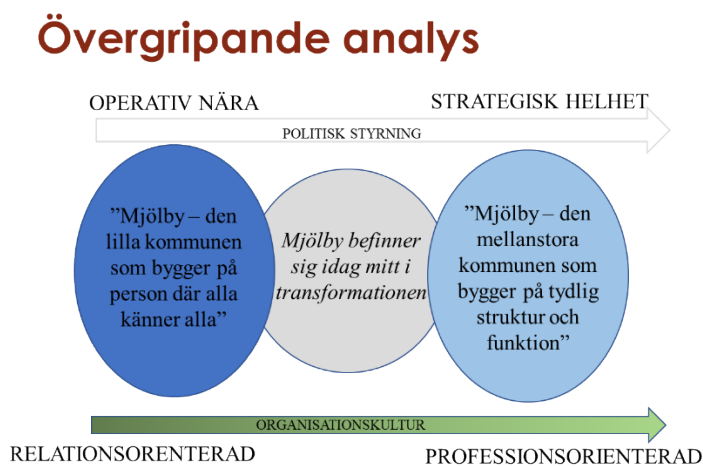 Övergripande analys
OPERATIV NÄRA
STRATEGISK HELHET
POLITISK STYRNING
”Mjölby – den
lilla kommunen
som bygger på
person där alla
känner alla”
Mjölby befinner
sig idag mitt i
transformationen
”Mjölby – den
mellanstora
kommunen som
bygger på tydlig
struktur och
funktion”
ORGANISATIONSKULTUR
RELATIONSORENTERAD
PROFESSIONSORIENTERAD